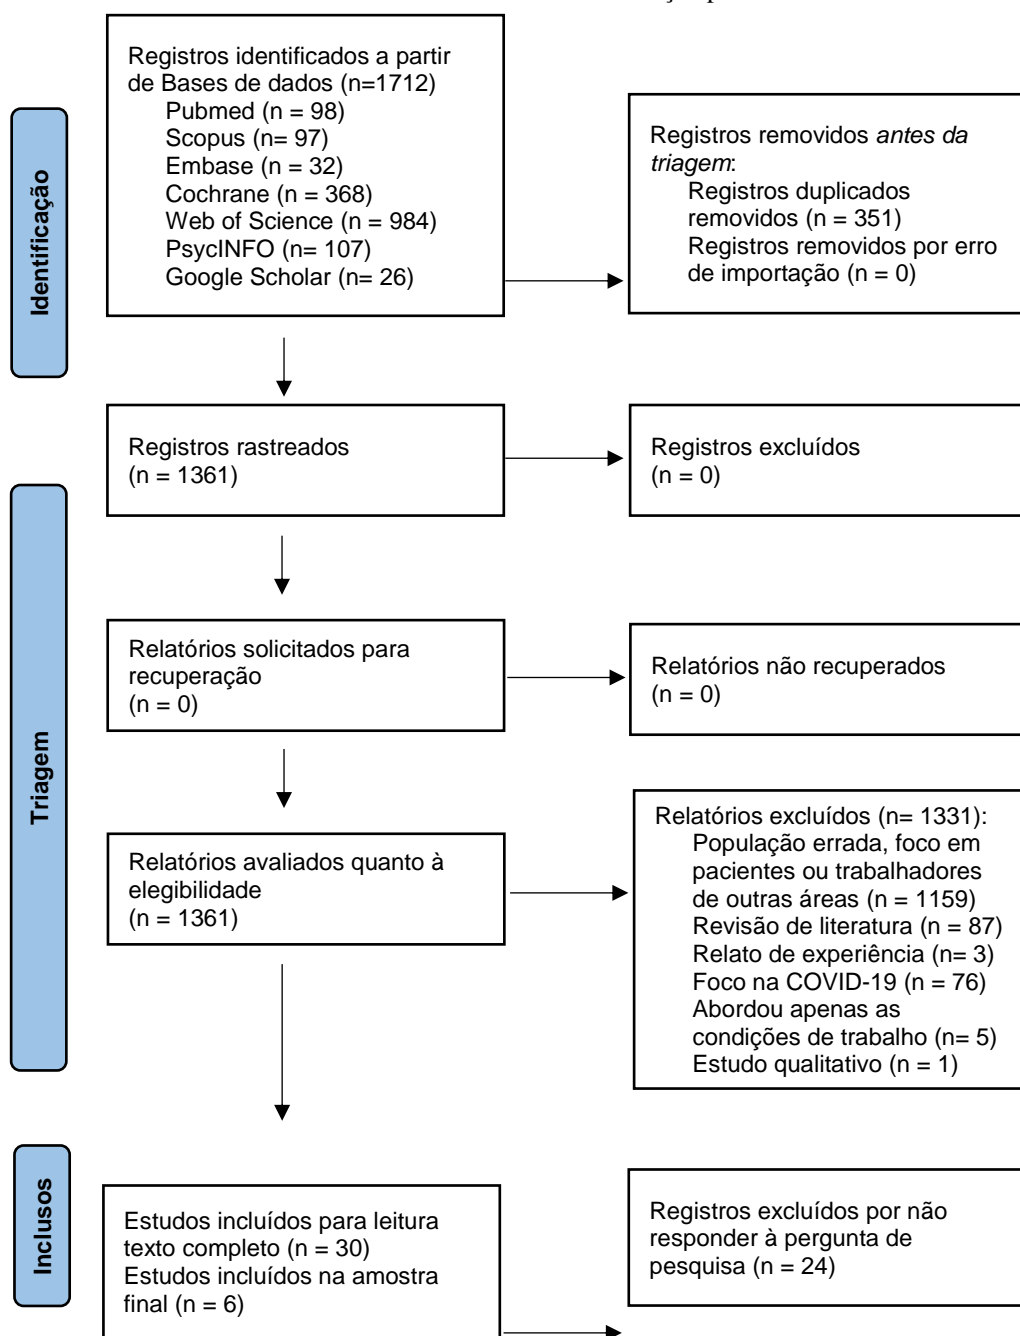 Identificação
Registros identificados a partir
de Bases de dados (n=1712)
Pubmed (n = 98)
Scopus (n= 97)
Embase (n = 32)
Cochrane (n = 368)
Web of Science (n = 984)
PsycINFO (n= 107)
Google Scholar (n= 26)
Registros removidos antes da
triagem:
Registros duplicados
removidos (n = 351)
Registros removidos por erro
de importação (n = 0)
Triagem
Registros rastreados
(n = 1361)
Registros excluídos
(n = 0)
Relatórios solicitados para
recuperação
(n = 0)
Relatórios não recuperados
(n = 0)
Relatórios avaliados quanto à
elegibilidade
(n = 1361)
Relatórios excluídos (n= 1331):
População errada, foco em
pacientes ou trabalhadores
de outras áreas (n = 1159)
Revisão de literatura (n = 87)
Relato de experiência (n= 3)
Foco na COVID-19 (n = 76)
Abordou apenas as
condições de trabalho (n= 5)
Estudo qualitativo (n = 1)
Inclusos
Estudos incluídos para leitura
texto completo (n = 30)
Estudos incluídos na amostra
final (n = 6)
Registros excluídos por não
responder à pergunta de
pesquisa (n = 24)